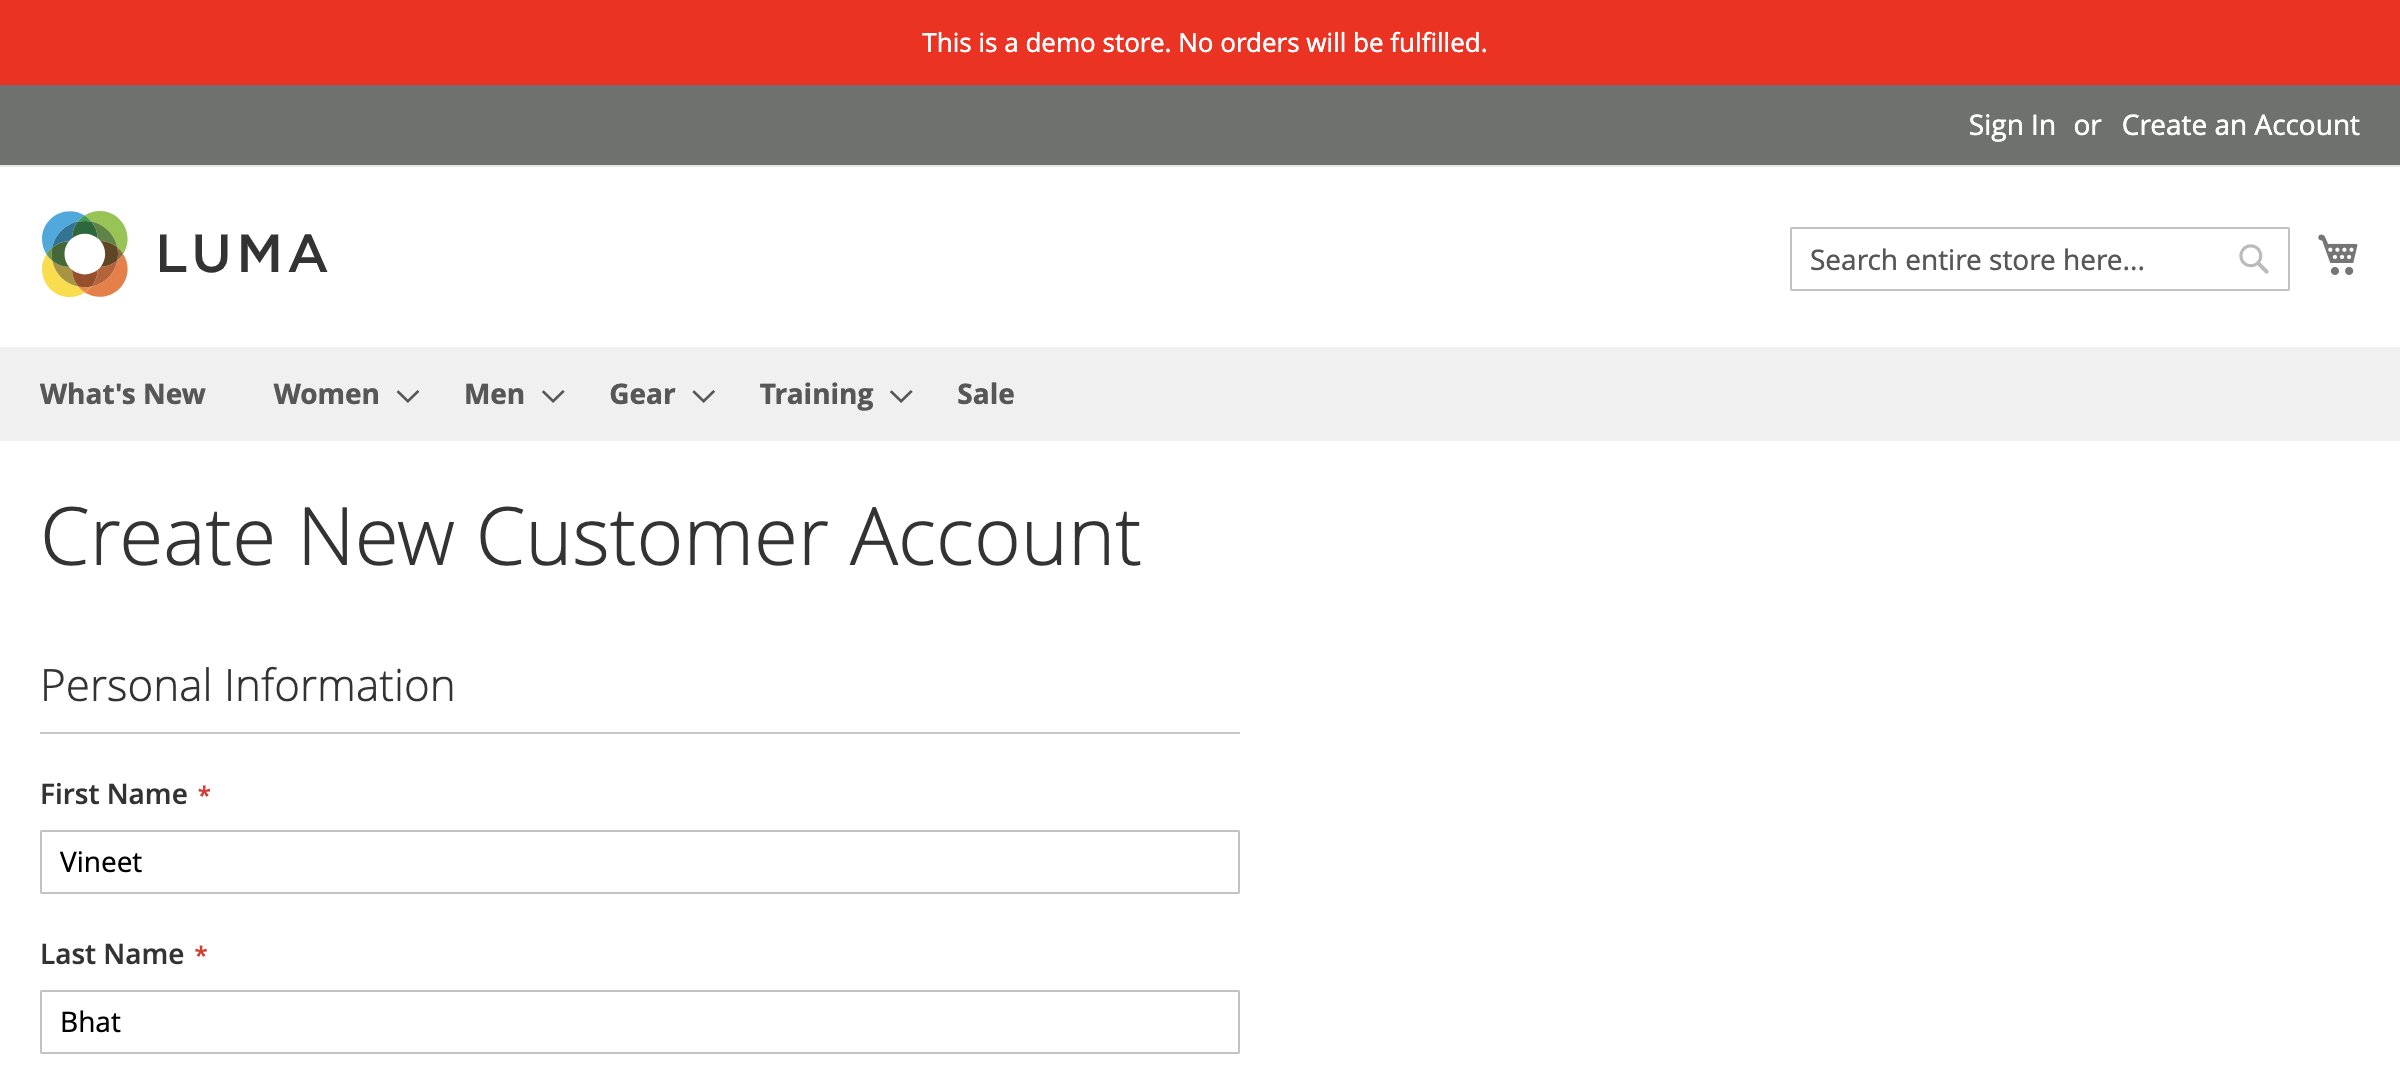 This is a demo store. No orders will be fulfilled.
Sign In or Create an Account
LUMA
Search entire store here...
What's New Women Men Gear Training Sale
Create New Customer Account
Personal Information
First Name *
Vineet
Last Name *
Bhat